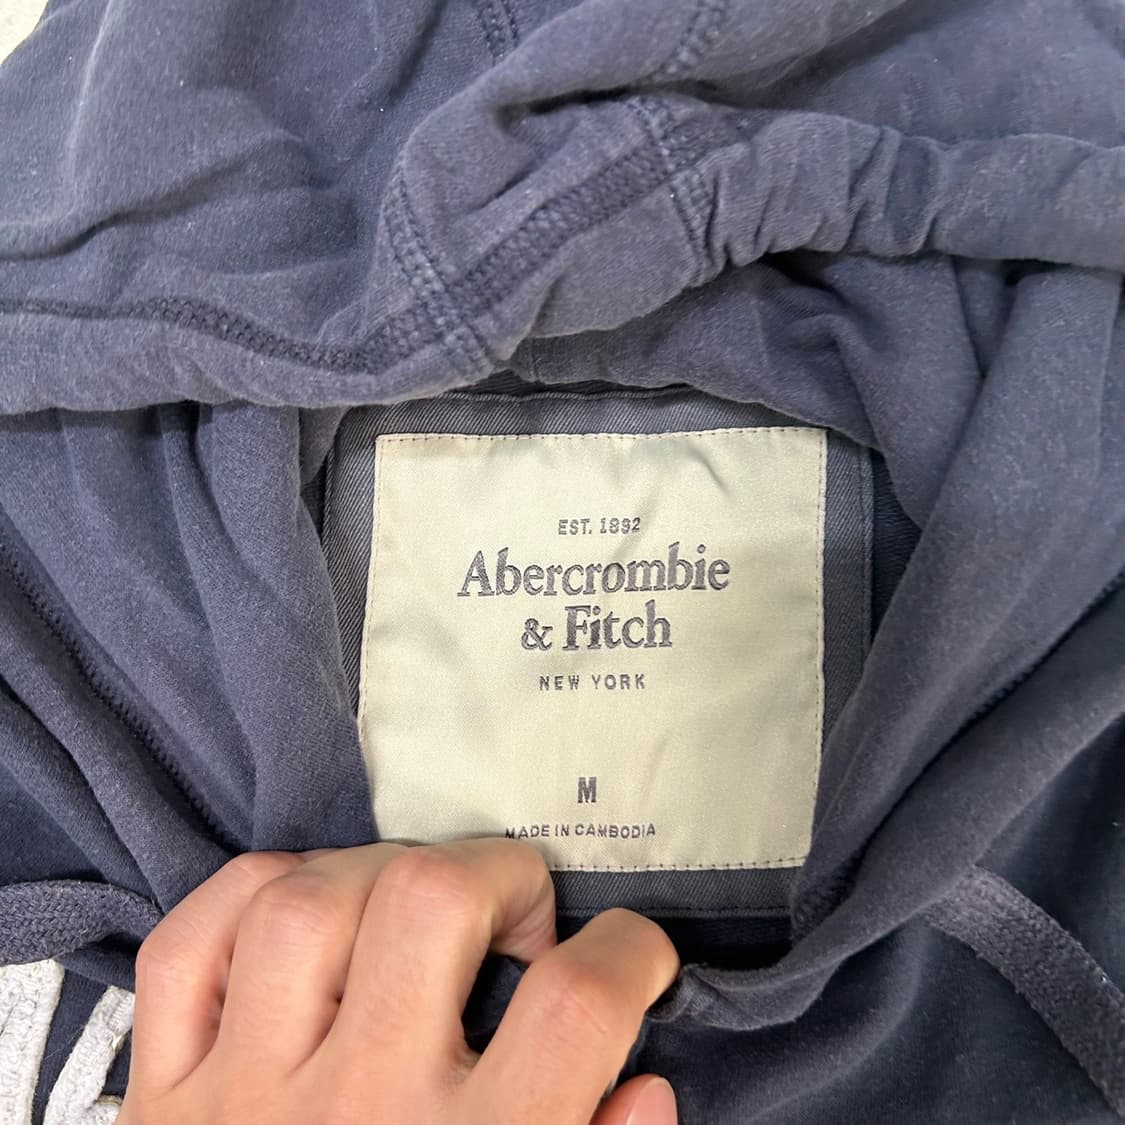 EST. 1892
Abercrombie
& Fitch
NEW YORK
M
MADE IN CAMBODIA